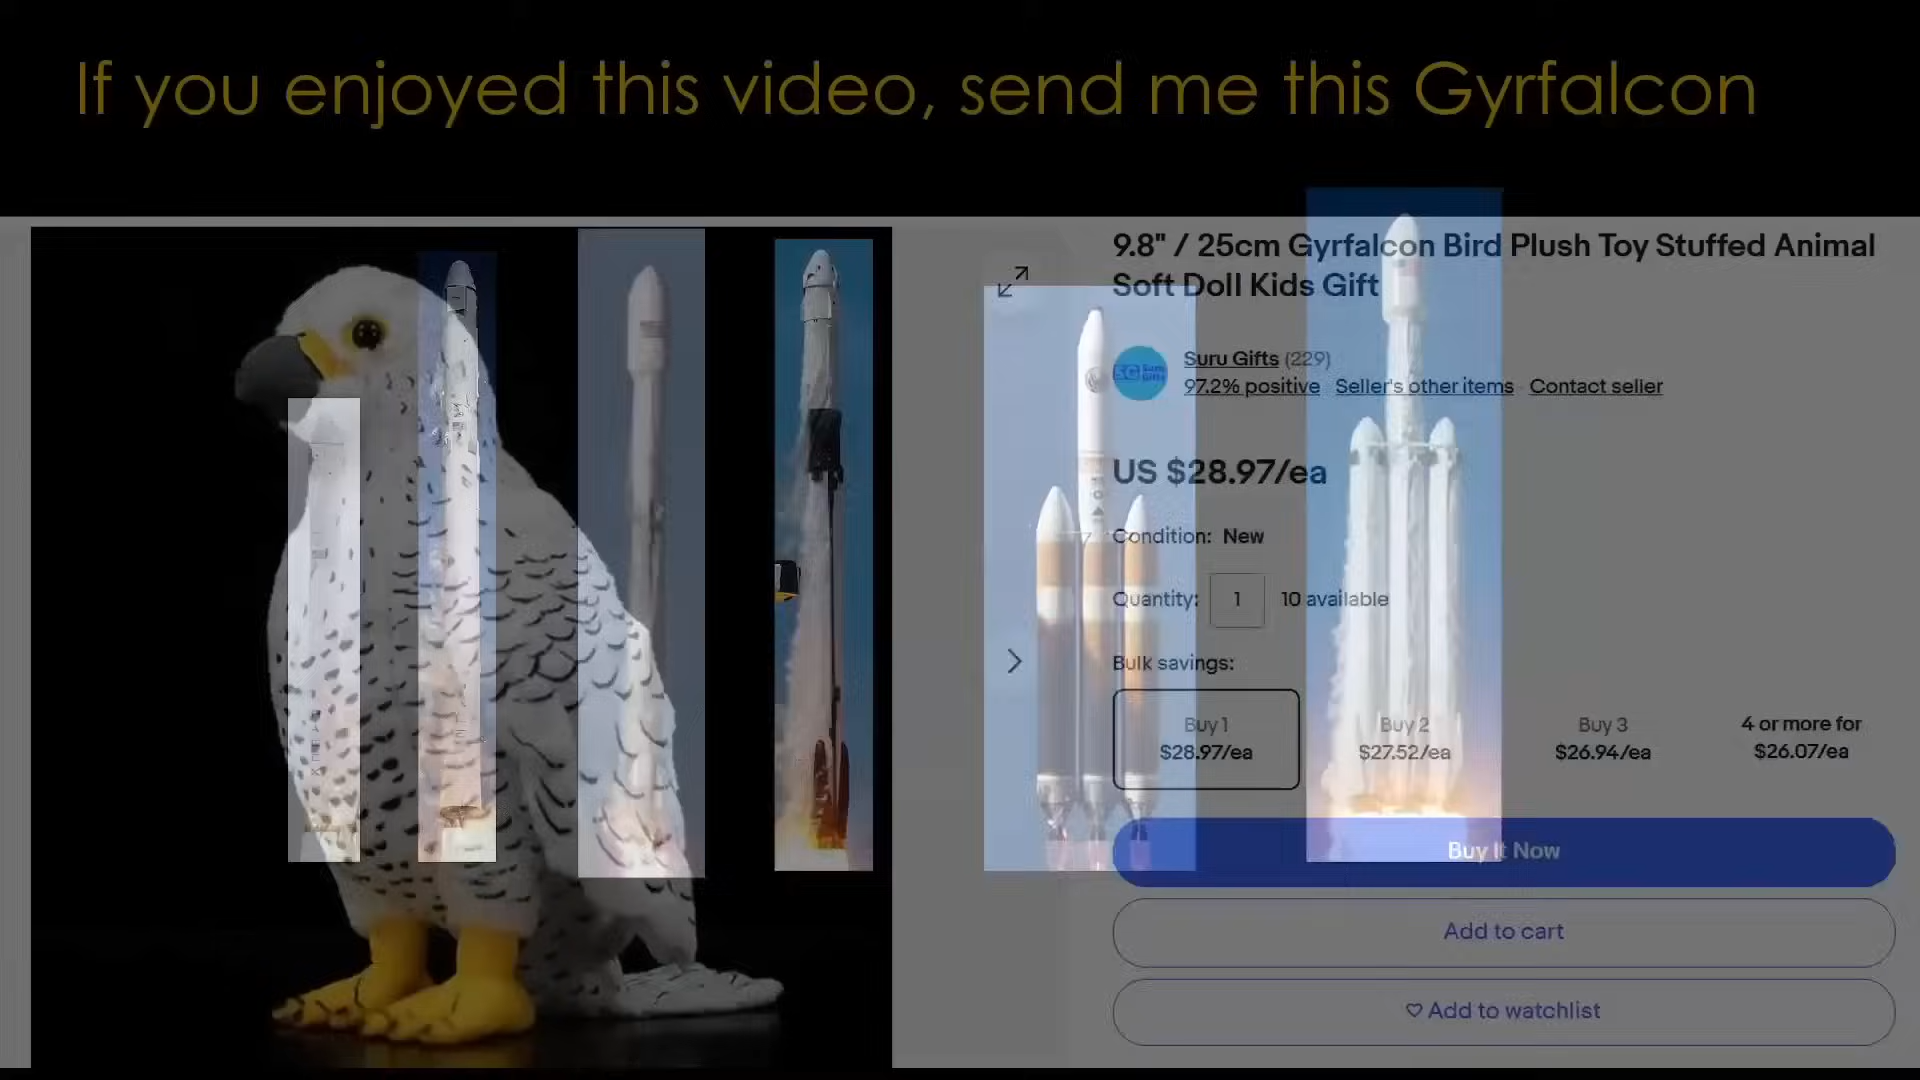 If you enjoyed this video, send me this Gyrfalcon
9.8" / 25cm Gyrfalcon Bird Plush Toy Stuffed Animal
Soft Doll Kids Gift
SG Suru Gifts
Suru Gifts (229)
97.2% positive Seller's other items Contact seller
US $28.97/ea
Condition: New
Quantity: 1 10 available
Bulk savings:
Buy 1 Buy 2 Buy 3 4 or more for
$28.97/ea $27.52/ea $26.94/ea $26.07/ea
Buy It Now
Add to cart
Add to watchlist